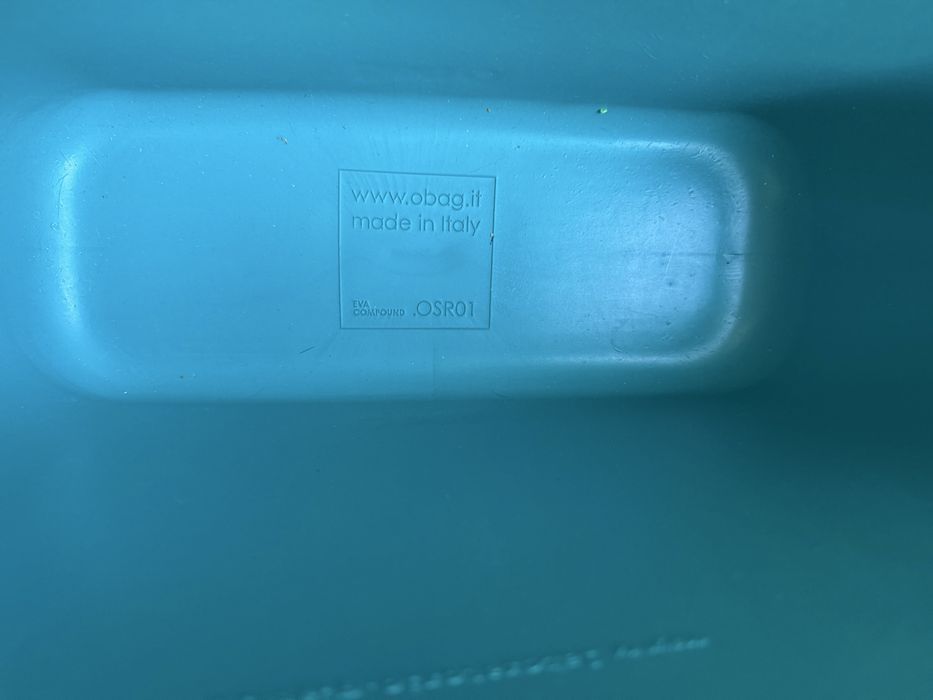 www.obag.it
made in Italy
EVA
COMPOUND .OSR01